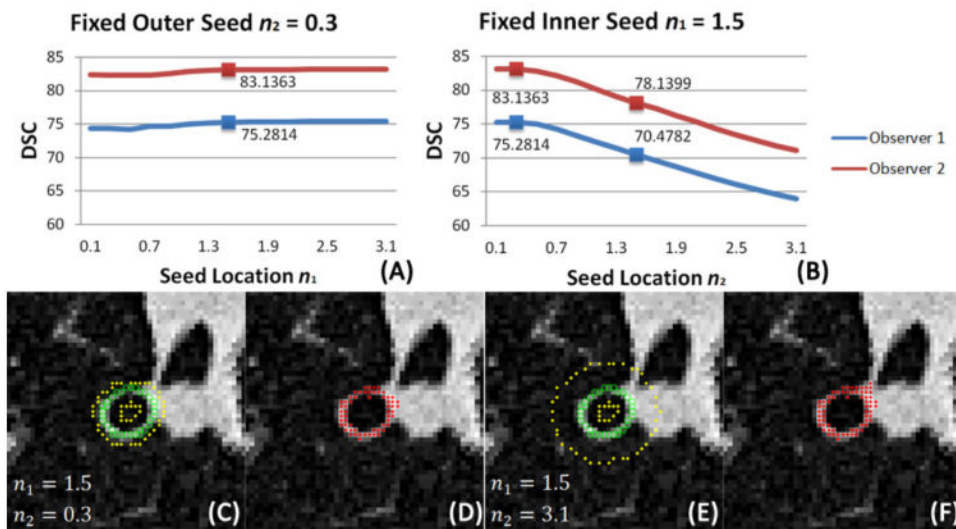 Fixed Outer Seed n₂ = 0.3
85
80
75
70
65
60
DSC
83.1363
75.2814
0.1 0.7 1.3 1.9 2.5 3.1
Seed Location n₁ (A)
Fixed Inner Seed n₁ = 1.5
85
80
75
70
65
60
DSC
78.1399
83.1363
70.4782
75.2814
0.1 0.7 1.3 1.9 2.5 3.1
Seed Location n₂ (B)
Observer 1
Observer 2
n₁ = 1.5
n₂ = 0.3 (C)
(D)
n₁ = 1.5
n₂ = 3.1 (E)
(F)